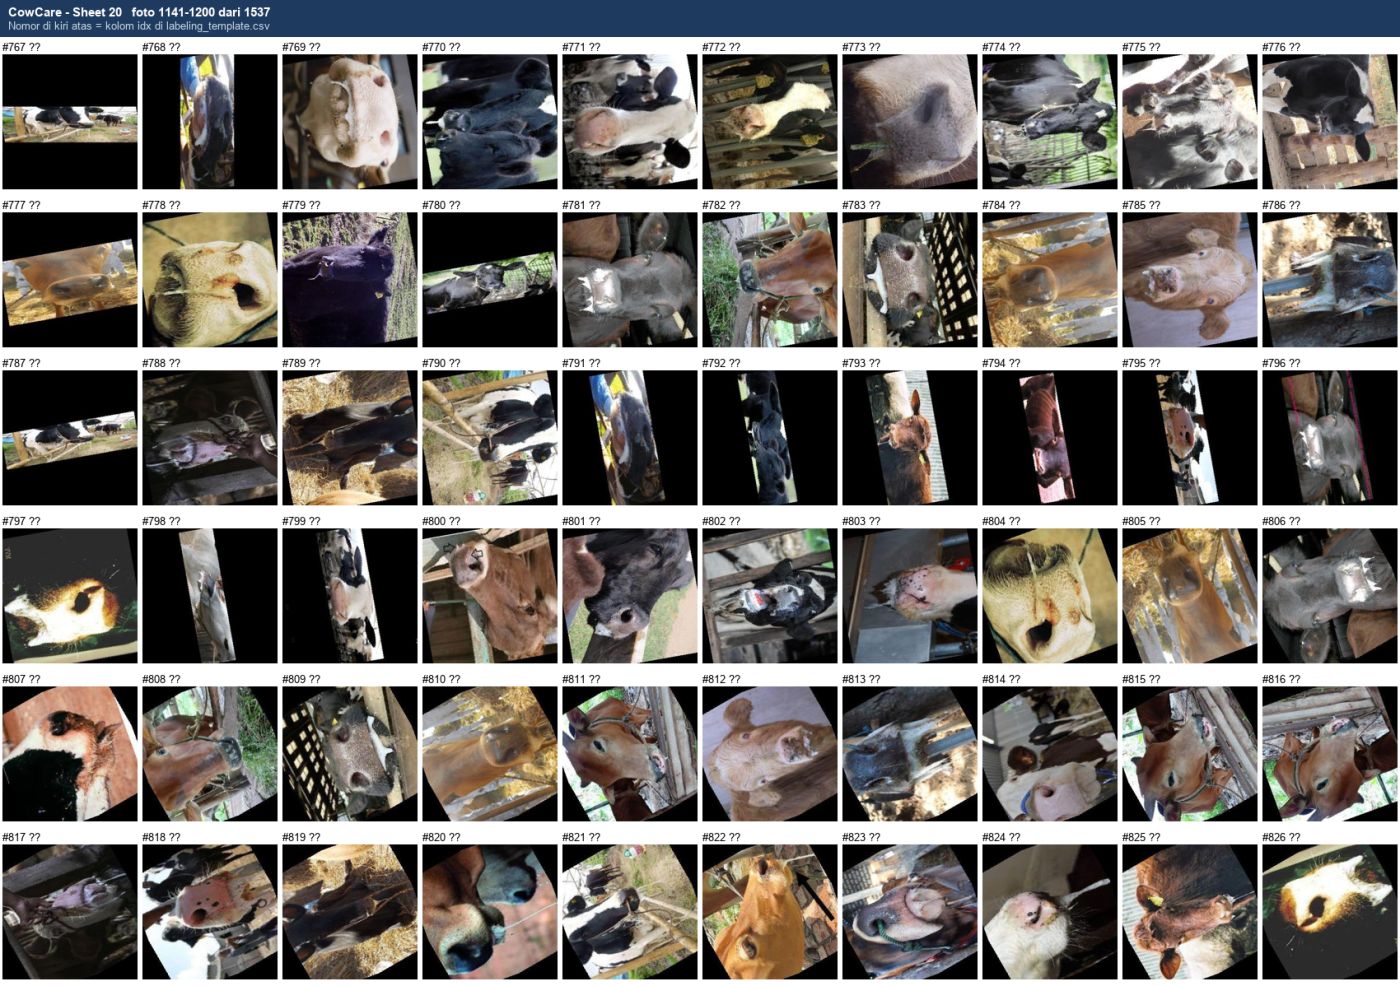 CowCare - Sheet 20   foto 1141-1200 dari 1537
Nomor di kiri atas = kolom idx di labeling_template.csv
#767 ?? #768 ?? #769 ?? #770 ?? #771 ?? #772 ?? #773 ?? #774 ?? #775 ?? #776 ??
#777 ?? #778 ?? #779 ?? #780 ?? #781 ?? #782 ?? #783 ?? #784 ?? #785 ?? #786 ??
#787 ?? #788 ?? #789 ?? #790 ?? #791 ?? #792 ?? #793 ?? #794 ?? #795 ?? #796 ??
#797 ?? #798 ?? #799 ?? #800 ?? #801 ?? #802 ?? #803 ?? #804 ?? #805 ?? #806 ??
#807 ?? #808 ?? #809 ?? #810 ?? #811 ?? #812 ?? #813 ?? #814 ?? #815 ?? #816 ??
#817 ?? #818 ?? #819 ?? #820 ?? #821 ?? #822 ?? #823 ?? #824 ?? #825 ?? #826 ??